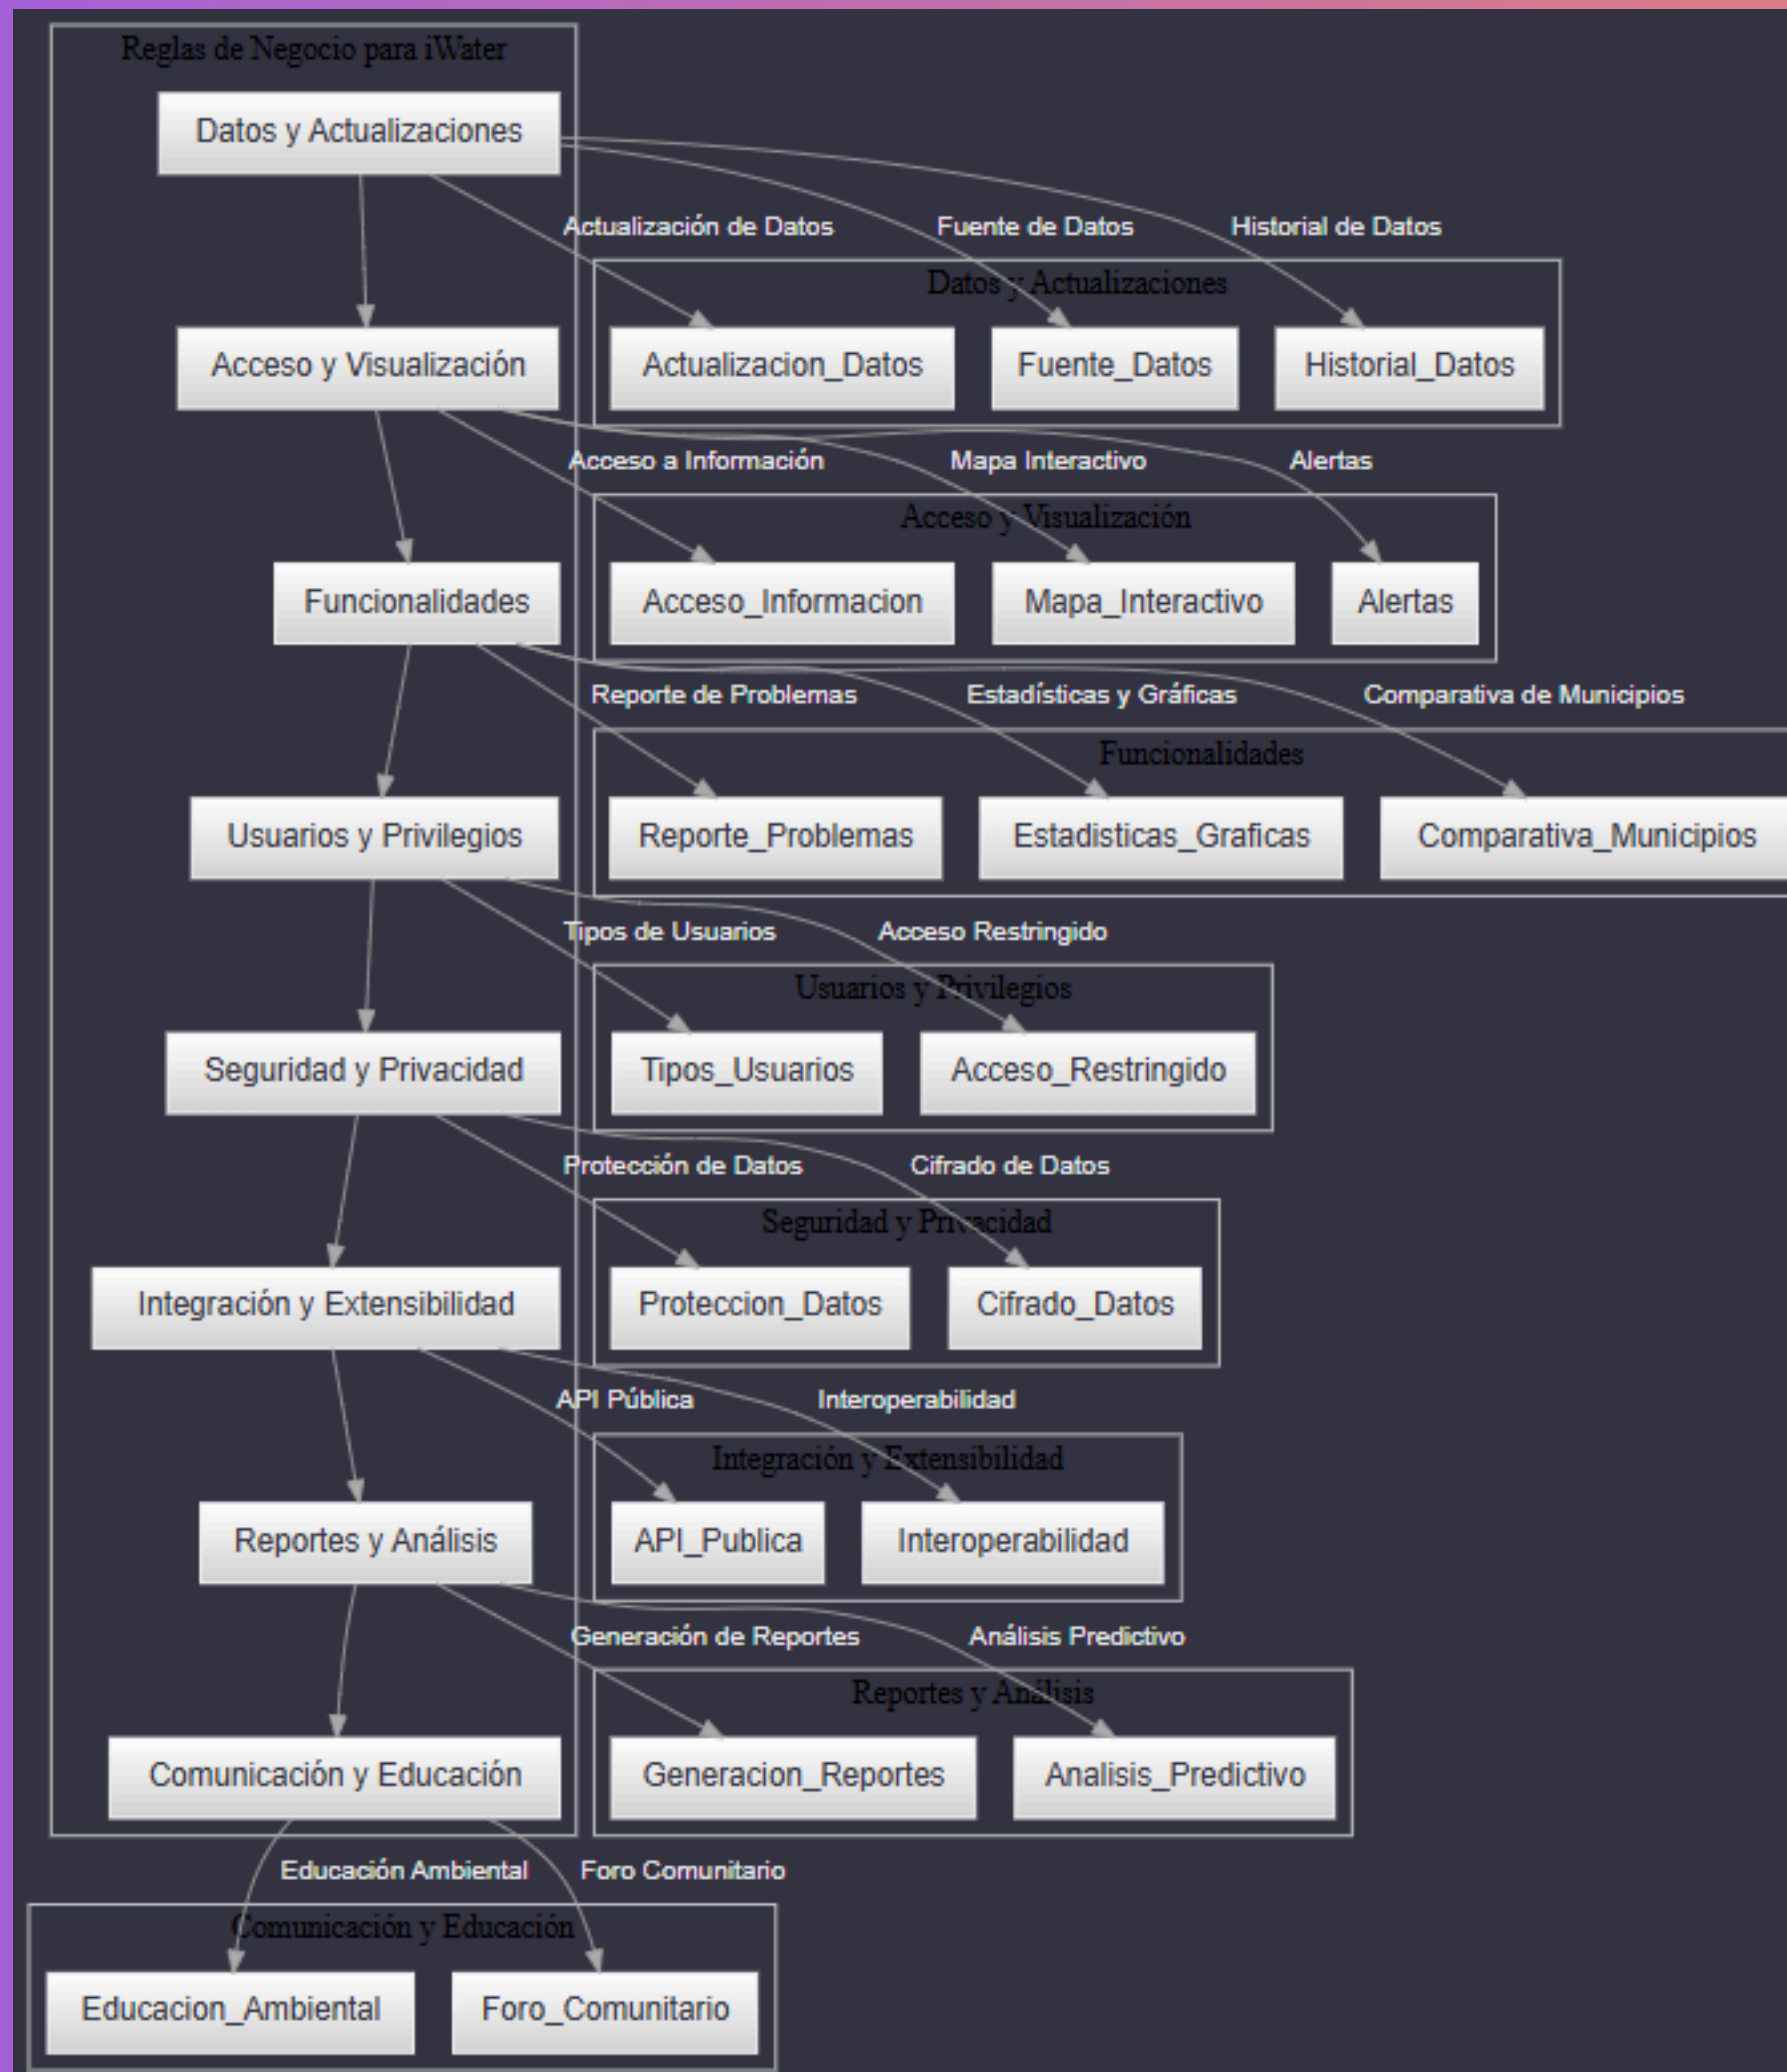 Reglas de Negocio para iWater
Datos y Actualizaciones
Actualización de Datos
Fuente de Datos
Historial de Datos
Datos y Actualizaciones
Acceso y Visualización
Actualizacion_Datos
Fuente_Datos
Historial_Datos
Acceso a Información
Mapa Interactivo
Alertas
Acceso y Visualización
Funcionalidades
Acceso_Informacion
Mapa_Interactivo
Alertas
Reporte de Problemas
Estadísticas y Gráficas
Comparativa de Municipios
Funcionalidades
Usuarios y Privilegios
Reporte_Problemas
Estadisticas_Graficas
Comparativa_Municipios
Tipos de Usuarios
Acceso Restringido
Usuarios y Privilegios
Seguridad y Privacidad
Tipos_Usuarios
Acceso_Restringido
Protección de Datos
Cifrado de Datos
Seguridad y Privacidad
Integración y Extensibilidad
Proteccion_Datos
Cifrado_Datos
API Pública
Interoperabilidad
Integración y Extensibilidad
Reportes y Análisis
API_Publica
Interoperabilidad
Generación de Reportes
Análisis Predictivo
Reportes y Análisis
Comunicación y Educación
Generacion_Reportes
Analisis_Predictivo
Educación Ambiental
Foro Comunitario
Comunicación y Educación
Educacion_Ambiental
Foro_Comunitario